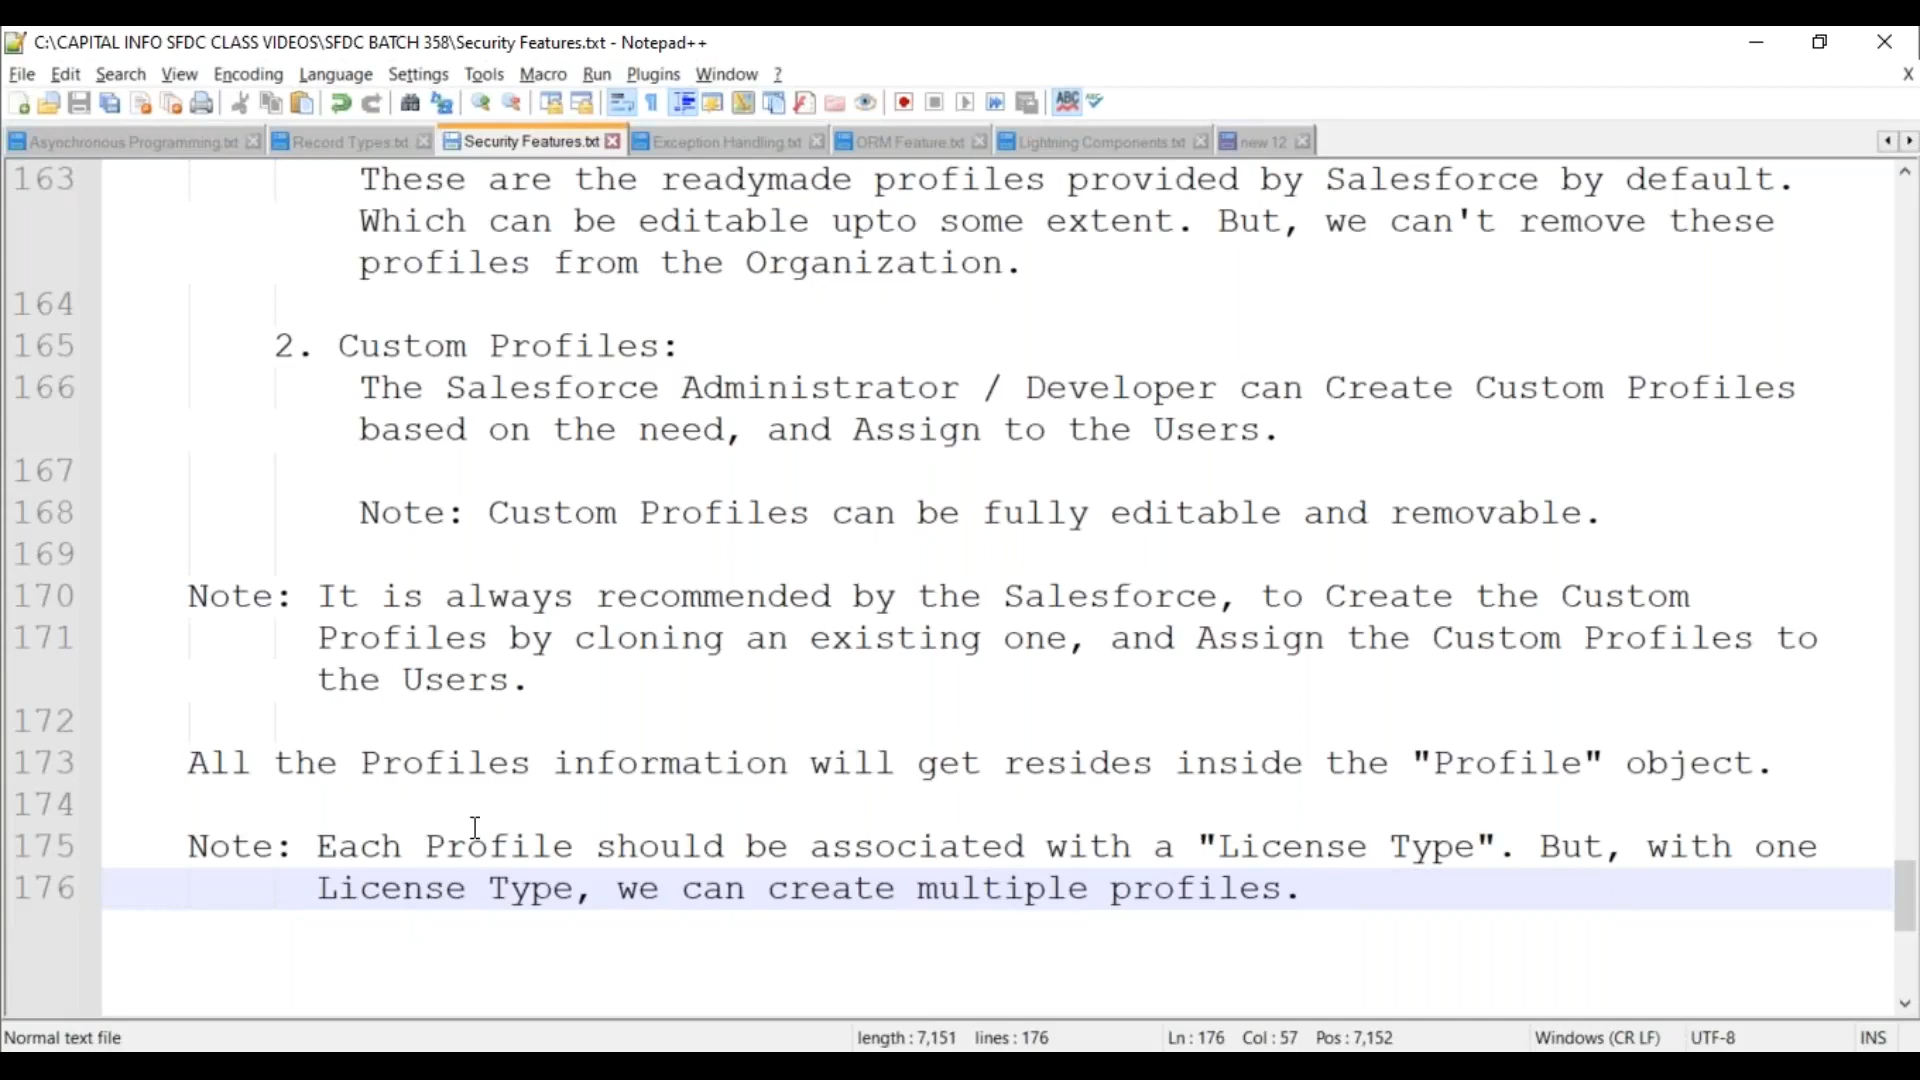 C:\CAPITAL INFO SFDC CLASS VIDEOS\SFDC BATCH 358\Security Features.txt - Notepad++
File Edit Search View Encoding Language Settings Tools Macro Run Plugins Window ?
X
ABC
Asynchronous Programming.txt Record Types.txt Security Features.txt Exception Handling.txt ORM Feature.txt Lightning Components.txt new 12
163 These are the readymade profiles provided by Salesforce by default.
Which can be editable upto some extent. But, we can't remove these
profiles from the Organization.
164
165 2. Custom Profiles:
166 The Salesforce Administrator / Developer can Create Custom Profiles
based on the need, and Assign to the Users.
167
168 Note: Custom Profiles can be fully editable and removable.
169
170 Note: It is always recommended by the Salesforce, to Create the Custom
171 Profiles by cloning an existing one, and Assign the Custom Profiles to
the Users.
172
173 All the Profiles information will get resides inside the "Profile" object.
174
175 Note: Each Profile should be associated with a "License Type". But, with one
176 License Type, we can create multiple profiles.
Normal text file length : 7,151 lines : 176 Ln : 176 Col : 57 Pos : 7,152 Windows (CR LF) UTF-8 INS